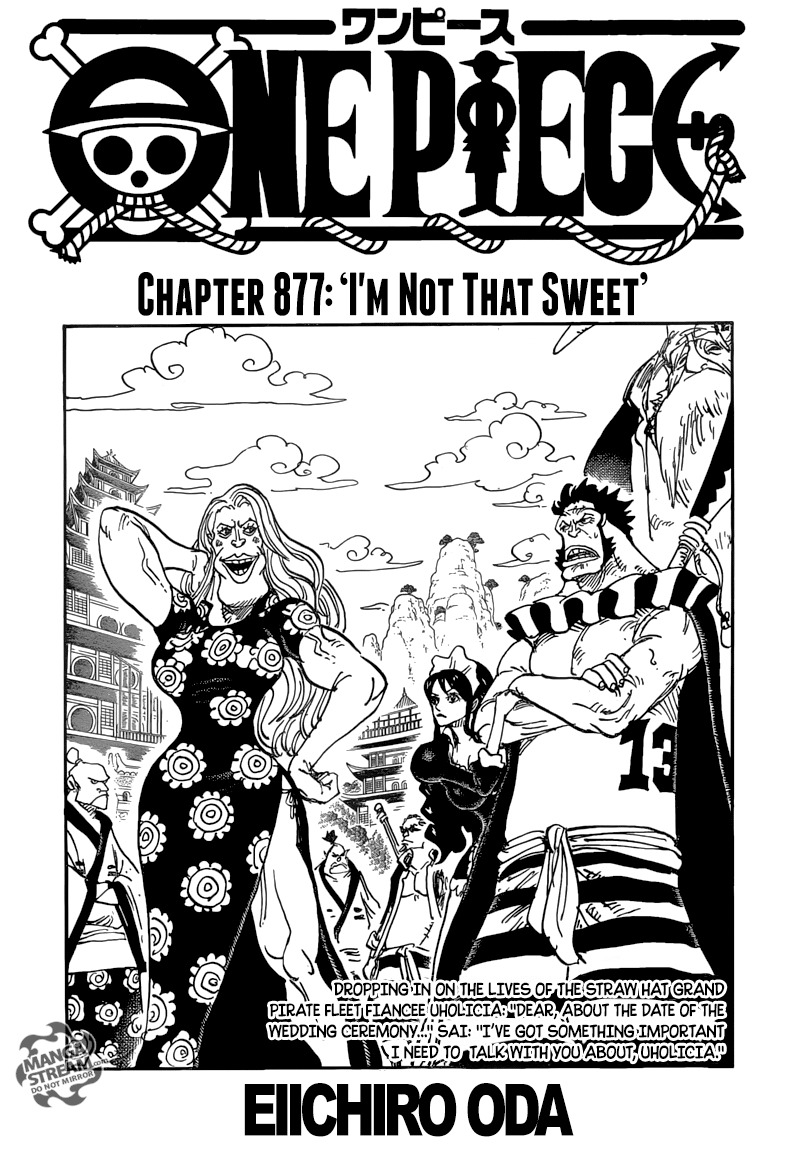 ワンピース
ONE PIECE
CHAPTER 877: ‘I'M NOT THAT SWEET’
13
DROPPING IN ON THE LIVES OF THE STRAW HAT GRAND
PIRATE FLEET FIANCEE UHOLICIA: "DEAR, ABOUT THE DATE OF THE
WEDDING CEREMONY..." SAI: "I'VE GOT SOMETHING IMPORTANT
I NEED TO TALK WITH YOU ABOUT, UHOLICIA."
MANGA
STREAM.com
DO NOT MIRROR
EIICHIRO ODA